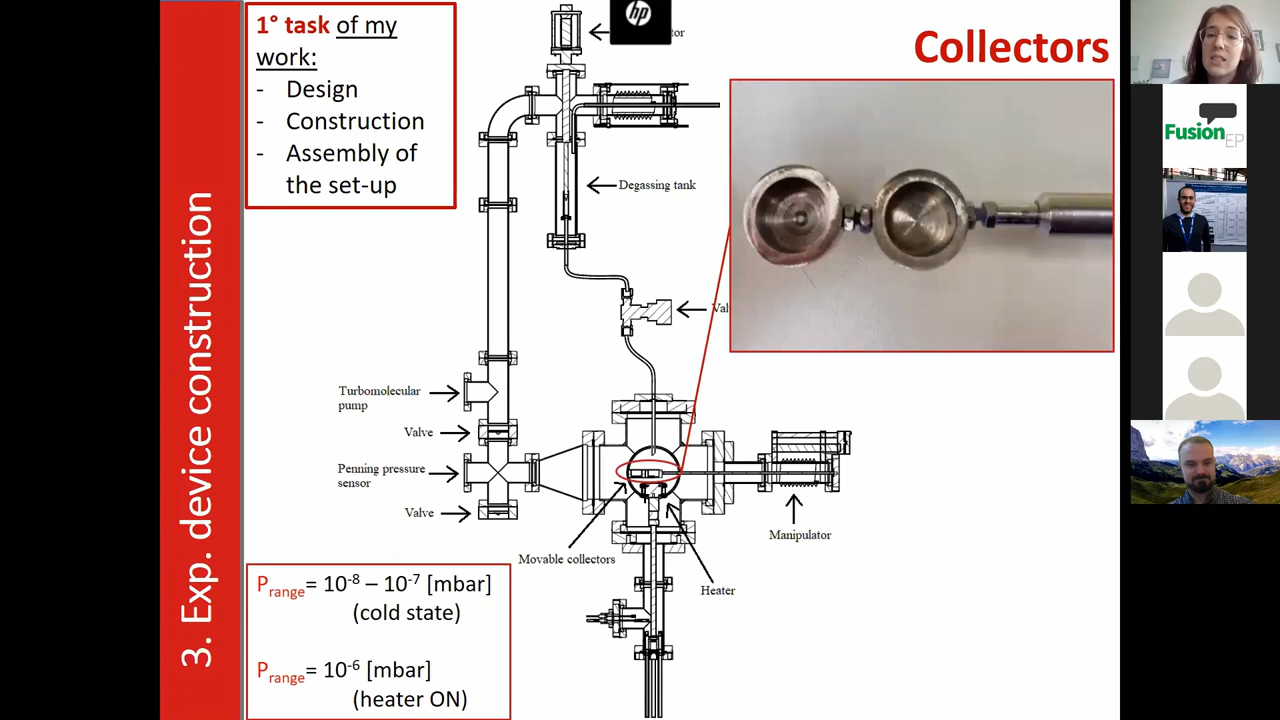 3. Exp. device construction
1° task of my
work:
- Design
- Construction
- Assembly of
the set-up
hp
Collectors
Degassing tank
Turbomolecular
pump
Valve
Penning pressure
sensor
Valve
Movable collectors
Heater
Manipulator
Prange= 10⁻⁸ – 10⁻⁷ [mbar]
(cold state)
Prange= 10⁻⁶ [mbar]
(heater ON)
Fusion
EP